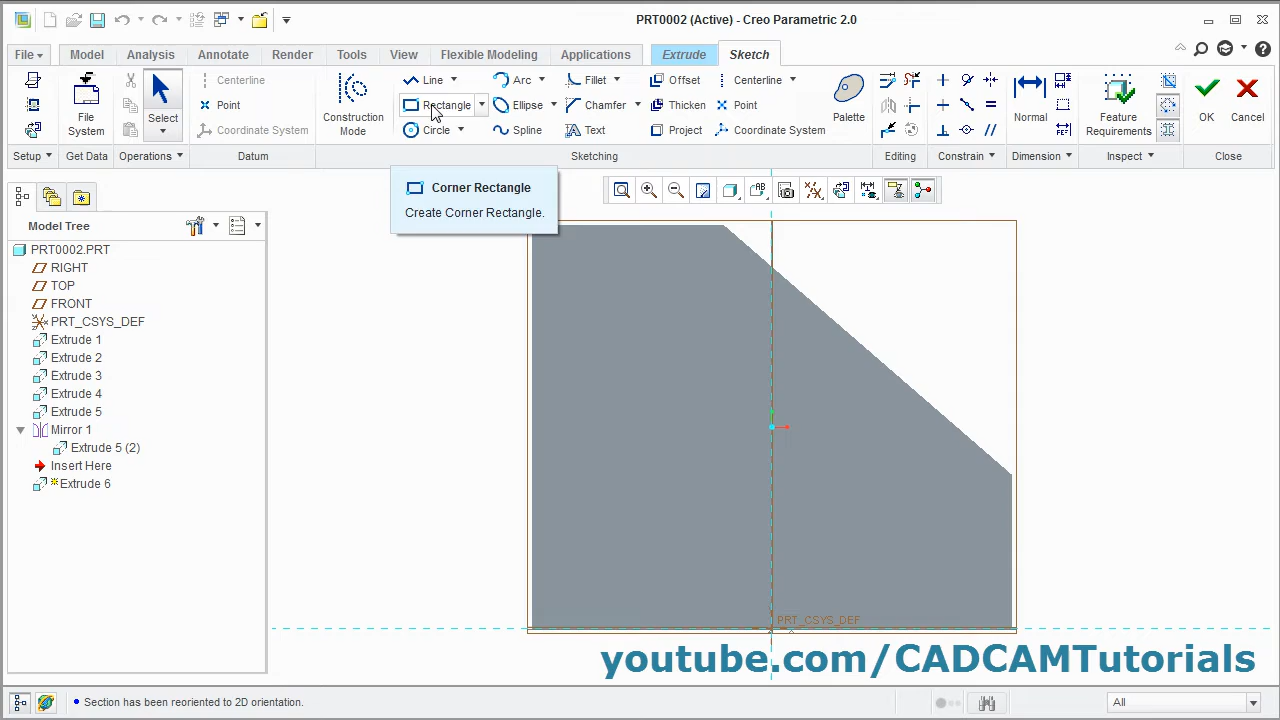 PRT0002 (Active) - Creo Parametric 2.0
File Model Analysis Annotate Render Tools View Flexible Modeling Applications Extrude Sketch
Centerline Line Arc Fillet Offset Centerline
Point Rectangle Ellipse Chamfer Thicken Point
Coordinate System Circle Spline Text Project Coordinate System
File System Select Construction Mode Palette Normal Feature Requirements OK Cancel
Setup Get Data Operations Datum Sketching Editing Constrain Dimension Inspect Close
Corner Rectangle
Create Corner Rectangle.
Model Tree
PRT0002.PRT
RIGHT
TOP
FRONT
PRT_CSYS_DEF
Extrude 1
Extrude 2
Extrude 3
Extrude 4
Extrude 5
Mirror 1
Extrude 5 (2)
Insert Here
Extrude 6
PRT_CSYS_DEF
youtube.com/CADCAMTutorials
Section has been reoriented to 2D orientation.
All